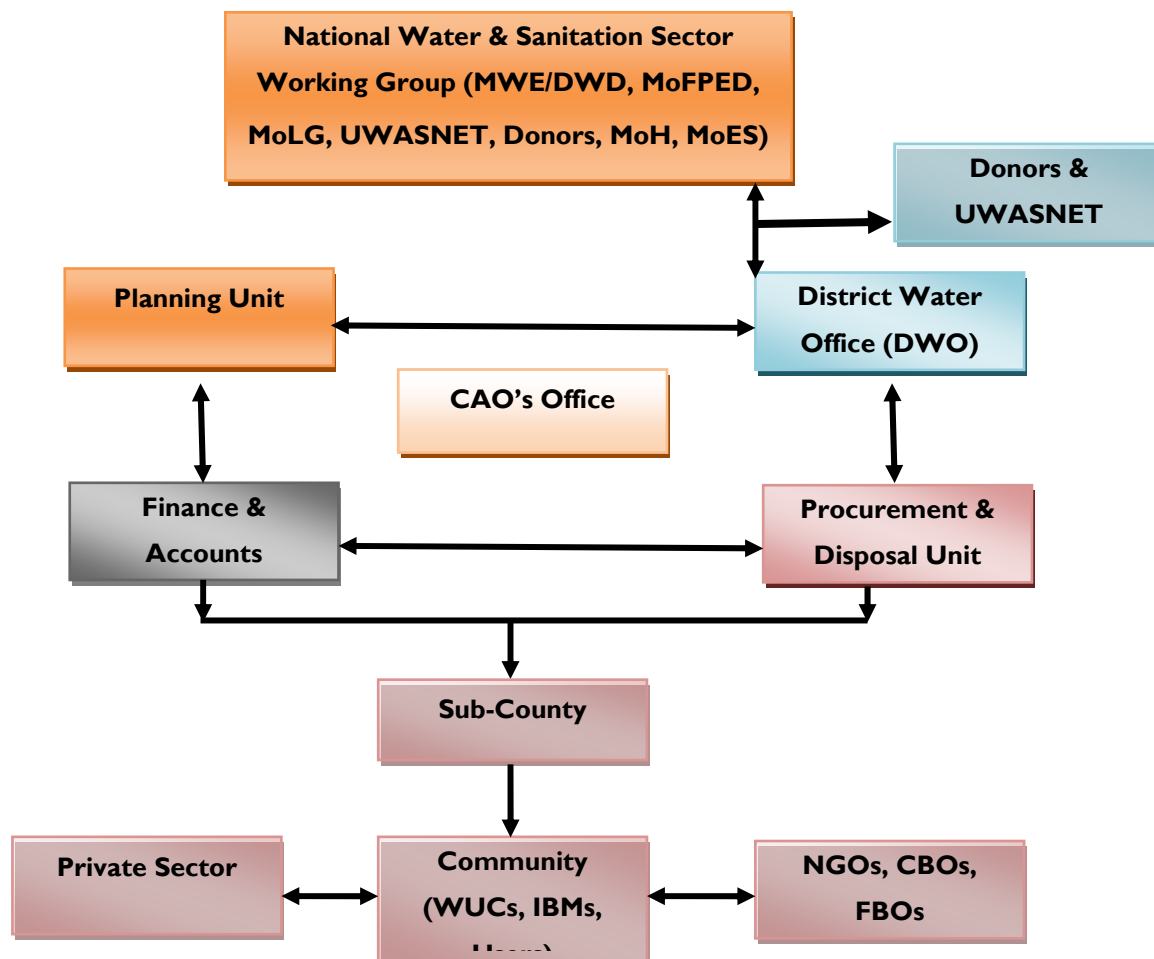 National Water & Sanitation Sector
Working Group (MWE/DWD, MoFPED,
MoLG, UWASNET, Donors, MoH, MoES)
Donors &
UWASNET
Planning Unit
District Water
Office (DWO)
CAO’s Office
Finance &
Accounts
Procurement &
Disposal Unit
Sub-County
Private Sector
Community
(WUCs, IBMs,
Users)
NGOs, CBOs,
FBOs